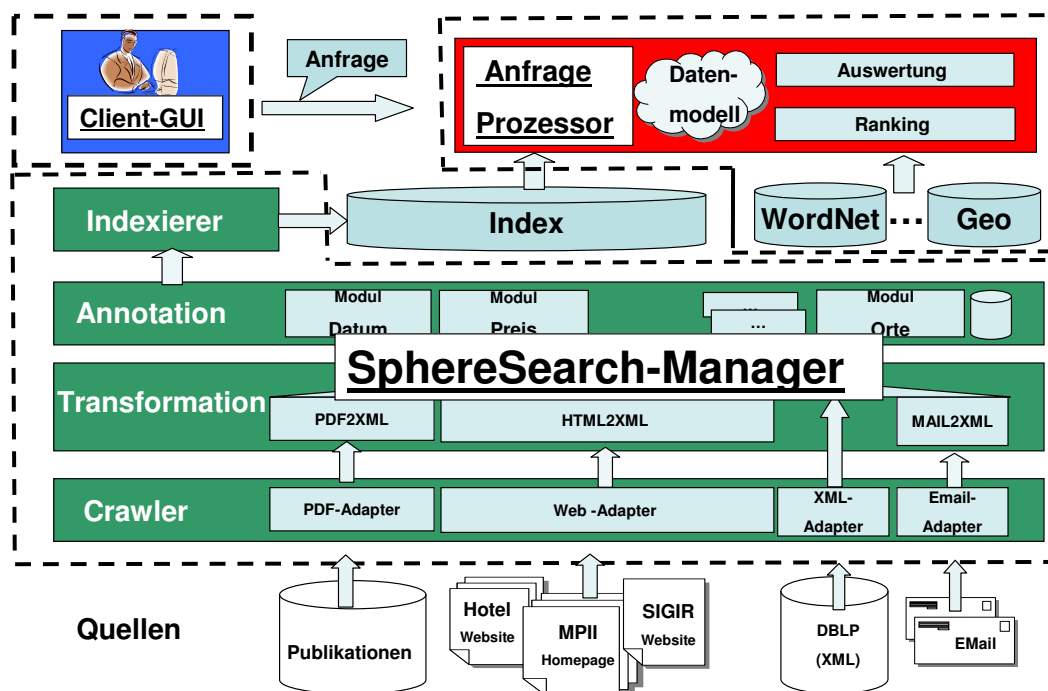 Client-GUI
Anfrage
Anfrage
Prozessor
Daten-
modell
Auswertung
Ranking
Indexierer
Index
WordNet
...
Geo
Annotation
Modul
Datum
Modul
Preis
...
...
Modul
Orte
SphereSearch-Manager
Transformation
PDF2XML
HTML2XML
MAIL2XML
Crawler
PDF-Adapter
Web -Adapter
XML-
Adapter
Email-
Adapter
Quellen
Publikationen
Hotel
Website
MPII
Homepage
SIGIR
Website
DBLP
(XML)
EMail